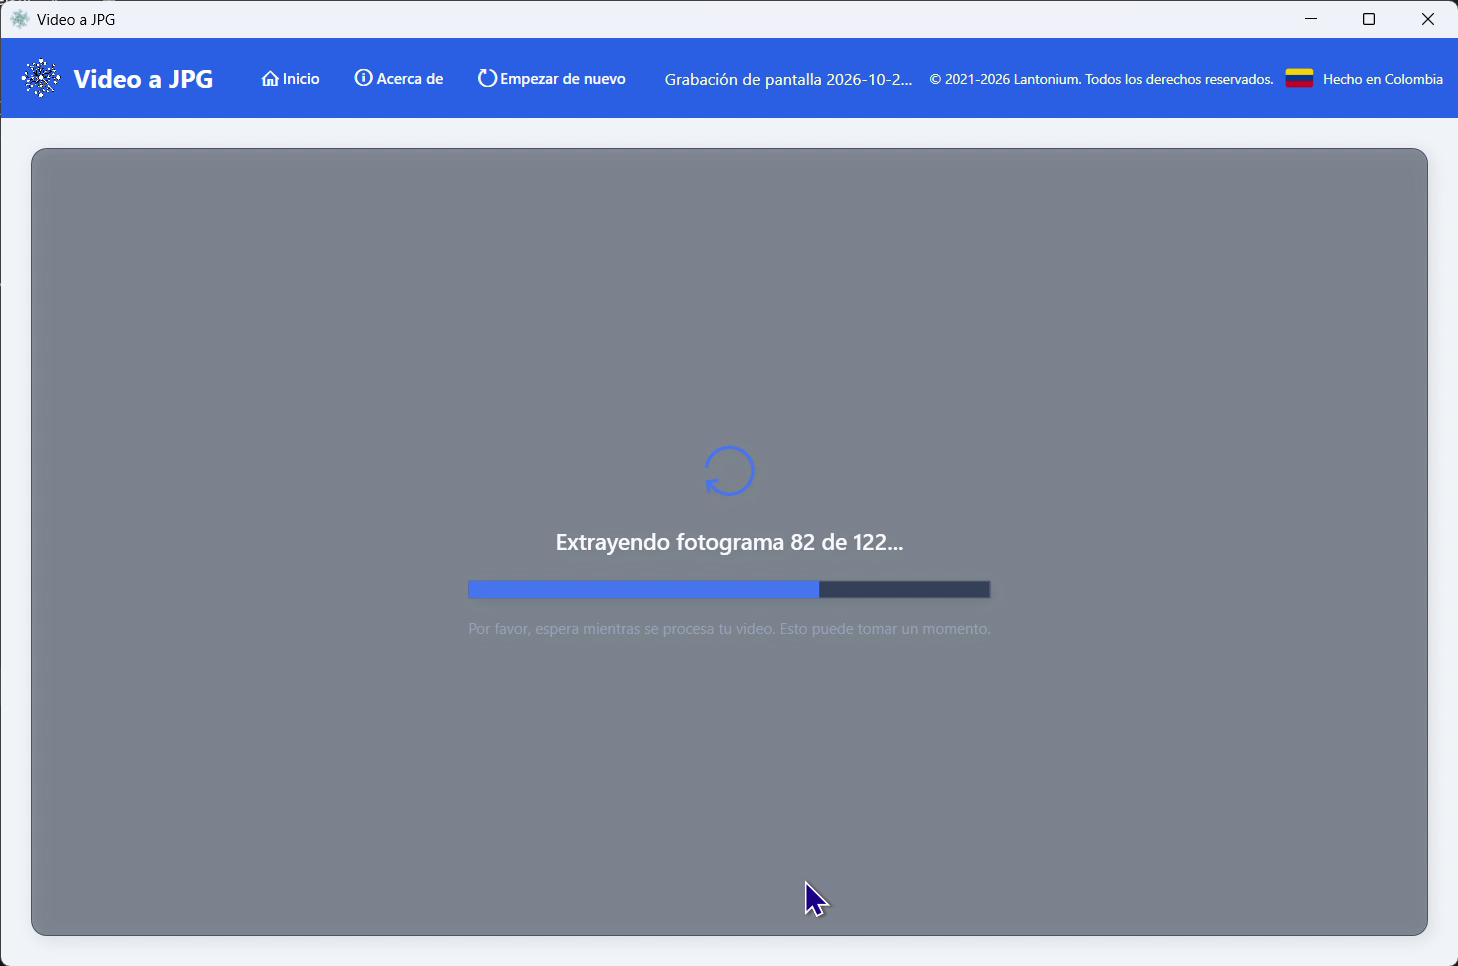 Video a JPG
Video a JPG
Inicio
Acerca de
Empezar de nuevo
Grabación de pantalla 2026-10-2...
© 2021-2026 Lantonium. Todos los derechos reservados.
Hecho en Colombia
Extrayendo fotograma 82 de 122...
Por favor, espera mientras se procesa tu video. Esto puede tomar un momento.